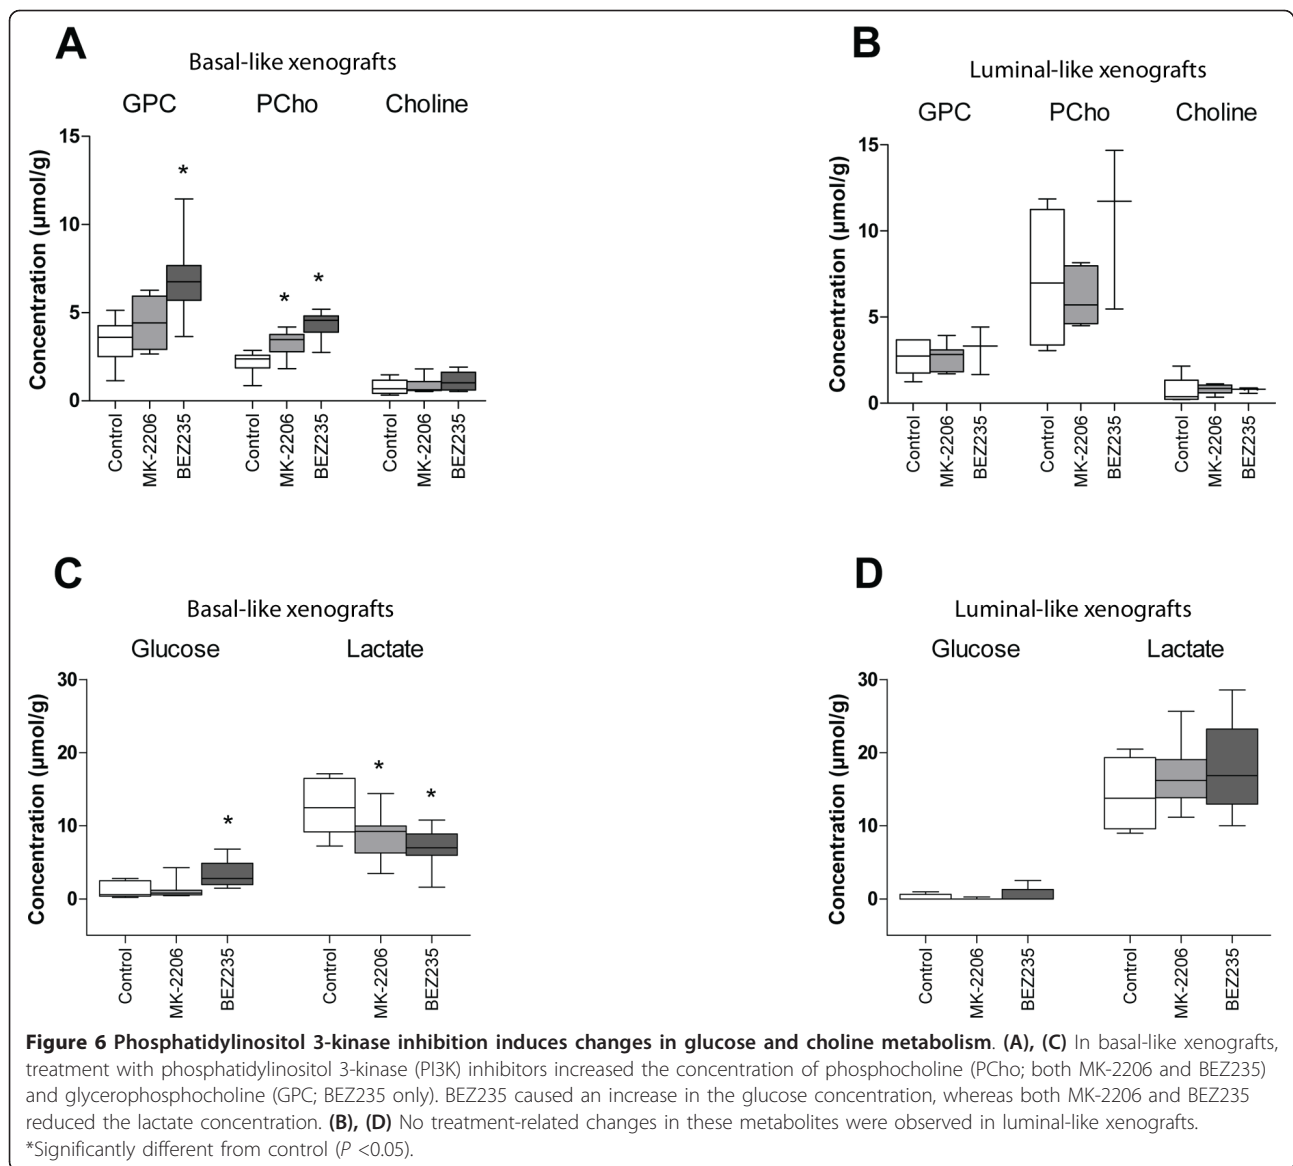 A
Basal-like xenografts
GPC PCho Choline
Concentration (µmol/g)
15
10
5
0
*
*
*
Control
MK-2206
BEZ235
Control
MK-2206
BEZ235
Control
MK-2206
BEZ235
B
Luminal-like xenografts
GPC PCho Choline
Concentration (µmol/g)
15
10
5
0
Control
MK-2206
BEZ235
Control
MK-2206
BEZ235
Control
MK-2206
BEZ235
C
Basal-like xenografts
Glucose Lactate
Concentration (µmol/g)
30
20
10
0
*
*
*
Control
MK-2206
BEZ235
Control
MK-2206
BEZ235
D
Luminal-like xenografts
Glucose Lactate
Concentration (µmol/g)
30
20
10
0
Control
MK-2206
BEZ235
Control
MK-2206
BEZ235
Figure 6 Phosphatidylinositol 3-kinase inhibition induces changes in glucose and choline metabolism. (A), (C) In basal-like xenografts,
treatment with phosphatidylinositol 3-kinase (PI3K) inhibitors increased the concentration of phosphocholine (PCho; both MK-2206 and BEZ235)
and glycerophosphocholine (GPC; BEZ235 only). BEZ235 caused an increase in the glucose concentration, whereas both MK-2206 and BEZ235
reduced the lactate concentration. (B), (D) No treatment-related changes in these metabolites were observed in luminal-like xenografts.
*Significantly different from control (P <0.05).